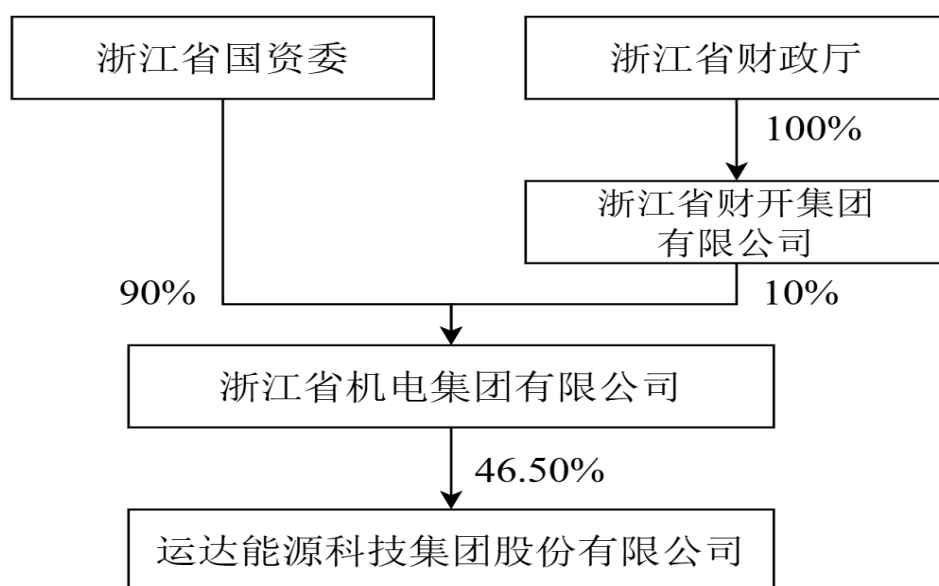 浙江省国资委
浙江省财政厅
100%
浙江省财开集团
有限公司
90%
10%
浙江省机电集团有限公司
46.50%
运达能源科技集团股份有限公司